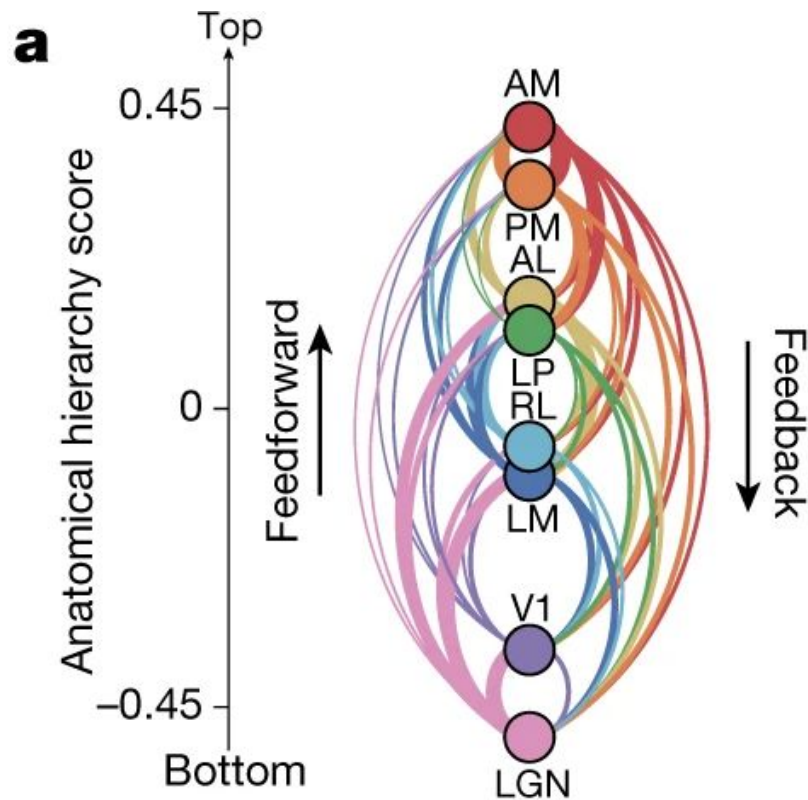 a
Top
0.45
0
−0.45
Bottom
Anatomical hierarchy score
Feedforward
AM
PM
AL
LP
RL
LM
V1
LGN
Feedback